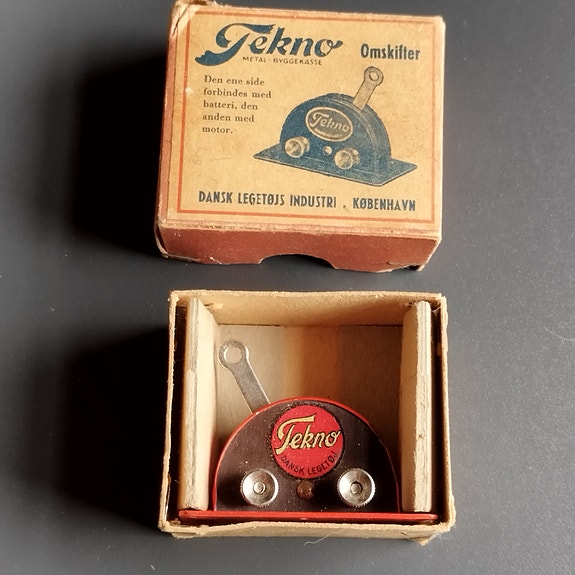 Tekno
METAL-BYGGEKASSE
Omskifter
Den ene side
forbindes med
batteri, den
anden med
motor.
Tekno
DANSK LEGETØJS INDUSTRI . KØBENHAVN
Tekno
DANSK LEGETØJ